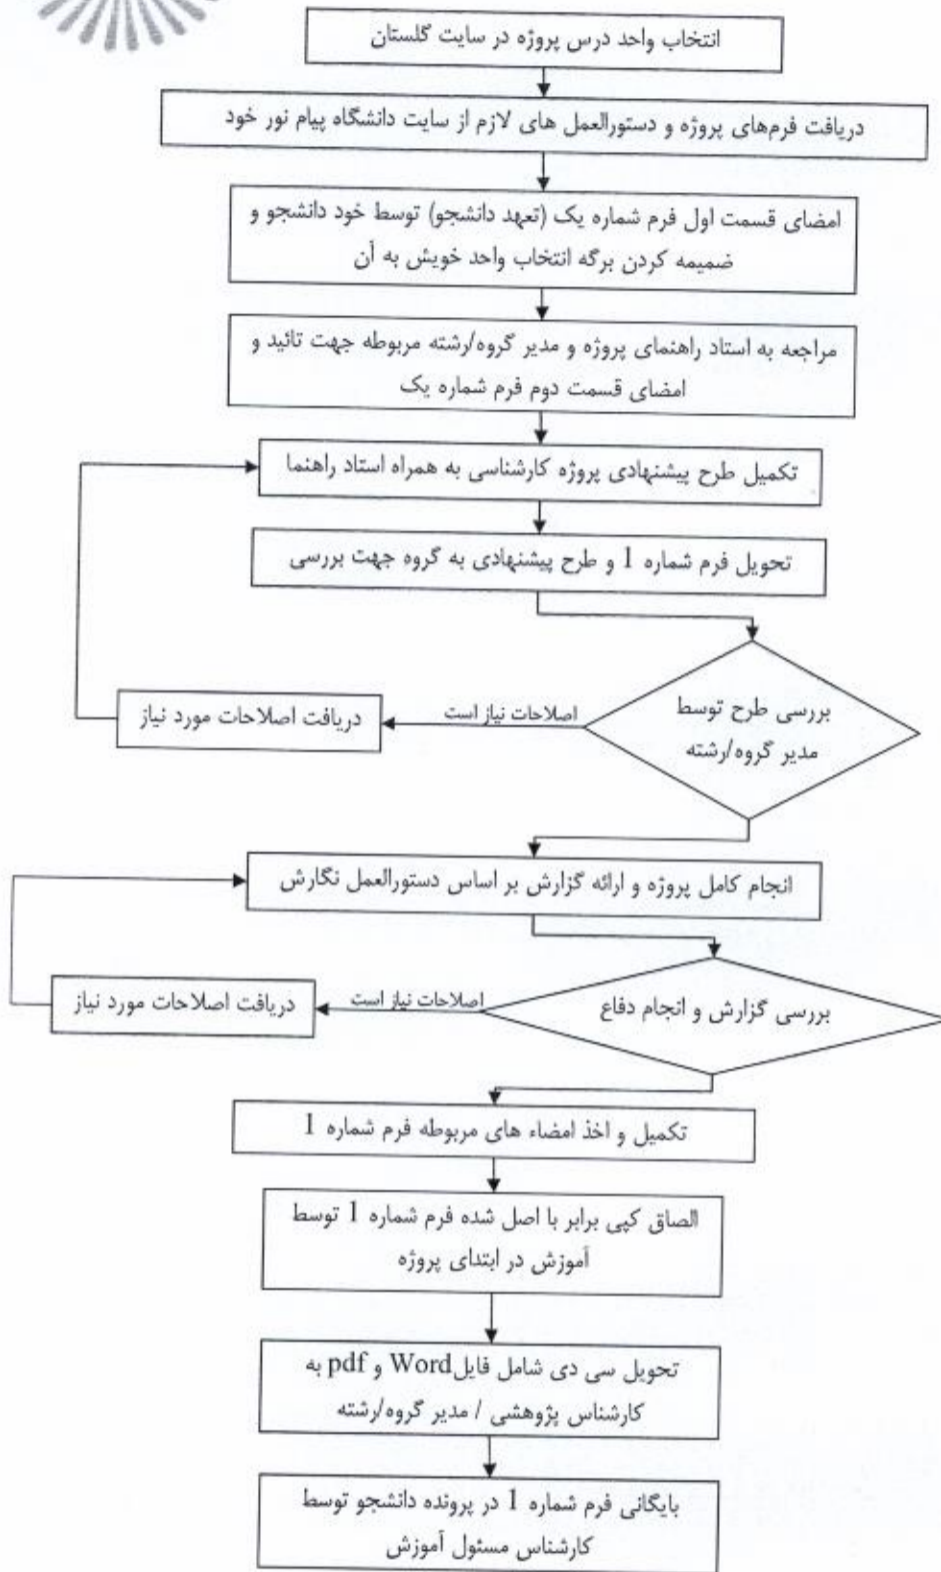 انتخاب واحد درس پروژه در سایت گلستان
دریافت فرم‌های پروژه و دستورالعمل های لازم از سایت دانشگاه پیام نور خود
امضای قسمت اول فرم شماره یک (تعهد دانشجو) توسط خود دانشجو و
ضمیمه کردن برگه انتخاب واحد خویش به آن
مراجعه به استاد راهنمای پروژه و مدیر گروه/رشته مربوطه جهت تائید و
امضای قسمت دوم فرم شماره یک
تکمیل طرح پیشنهادی پروژه کارشناسی به همراه استاد راهنما
تحویل فرم شماره 1 و طرح پیشنهادی به گروه جهت بررسی
بررسی طرح توسط
مدیر گروه/رشته
اصلاحات نیاز است
دریافت اصلاحات مورد نیاز
انجام کامل پروژه و ارائه گزارش بر اساس دستورالعمل نگارش
بررسی گزارش و انجام دفاع
اصلاحات نیاز است
دریافت اصلاحات مورد نیاز
تکمیل و اخذ امضاء های مربوطه فرم شماره 1
الصاق کپی برابر با اصل شده فرم شماره 1 توسط
آموزش در ابتدای پروژه
تحویل سی دی شامل فایلWord و pdf به
کارشناس پژوهشی / مدیر گروه/رشته
بایگانی فرم شماره 1 در پرونده دانشجو توسط
کارشناس مسئول آموزش